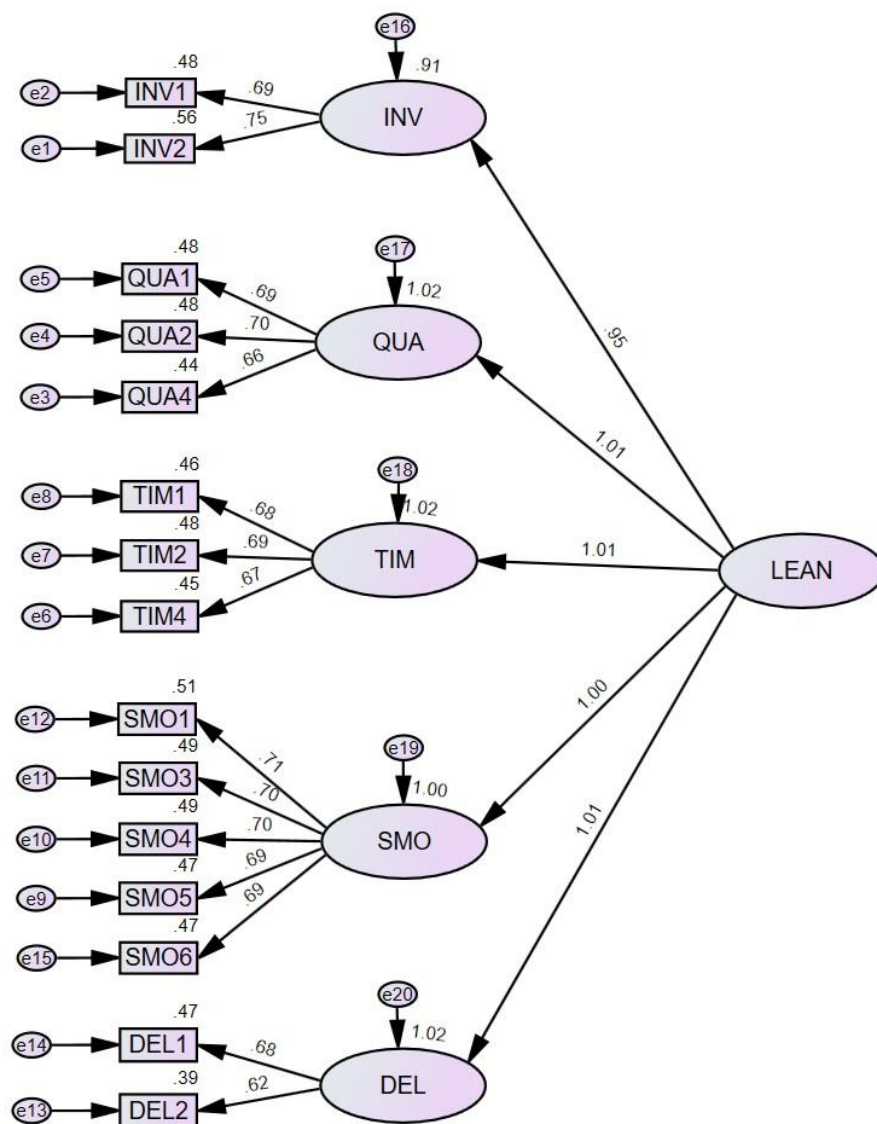 e16
.91
INV
.48
e2
INV1
.69
.56
e1
INV2
.75
.95
e17
1.02
QUA
.48
e5
QUA1
.69
.48
e4
QUA2
.70
.44
e3
QUA4
.66
1.01
e18
1.02
TIM
.46
e8
TIM1
.68
.48
e7
TIM2
.69
.45
e6
TIM4
.67
1.01
LEAN
e19
1.00
SMO
.51
e12
SMO1
.71
.49
e11
SMO3
.70
.49
e10
SMO4
.70
.47
e9
SMO5
.69
.47
e15
SMO6
.69
1.00
e20
1.02
DEL
.47
e14
DEL1
.68
.39
e13
DEL2
.62
1.01